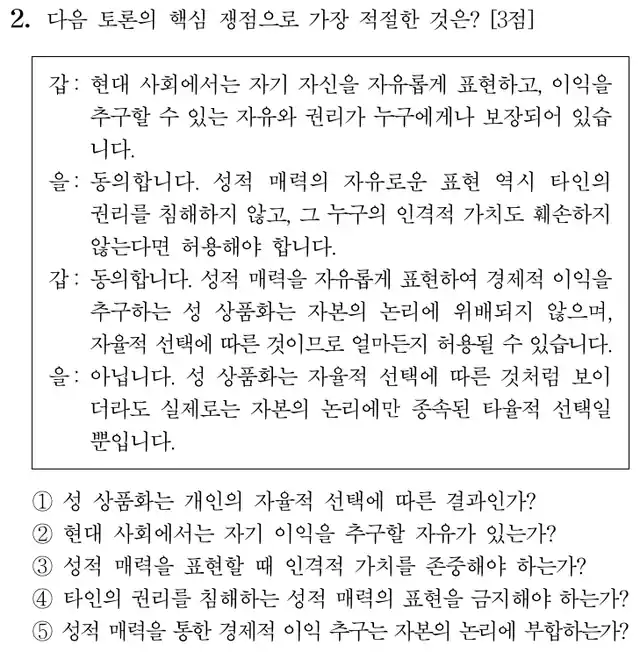 2. 다음 토론의 핵심 쟁점으로 가장 적절한 것은? [3점]
갑: 현대 사회에서는 자기 자신을 자유롭게 표현하고, 이익을
추구할 수 있는 자유와 권리가 누구에게나 보장되어 있습
니다.
을: 동의합니다. 성적 매력의 자유로운 표현 역시 타인의
권리를 침해하지 않고, 그 누구의 인격적 가치도 훼손하지
않는다면 허용해야 합니다.
갑: 동의합니다. 성적 매력을 자유롭게 표현하여 경제적 이익을
추구하는 성 상품화는 자본의 논리에 위배되지 않으며,
자율적 선택에 따른 것이므로 얼마든지 허용될 수 있습니다.
을: 아닙니다. 성 상품화는 자율적 선택에 따른 것처럼 보이
더라도 실제로는 자본의 논리에만 종속된 타율적 선택일
뿐입니다.
① 성 상품화는 개인의 자율적 선택에 따른 결과인가?
② 현대 사회에서는 자기 이익을 추구할 자유가 있는가?
③ 성적 매력을 표현할 때 인격적 가치를 존중해야 하는가?
④ 타인의 권리를 침해하는 성적 매력의 표현을 금지해야 하는가?
⑤ 성적 매력을 통한 경제적 이익 추구는 자본의 논리에 부합하는가?